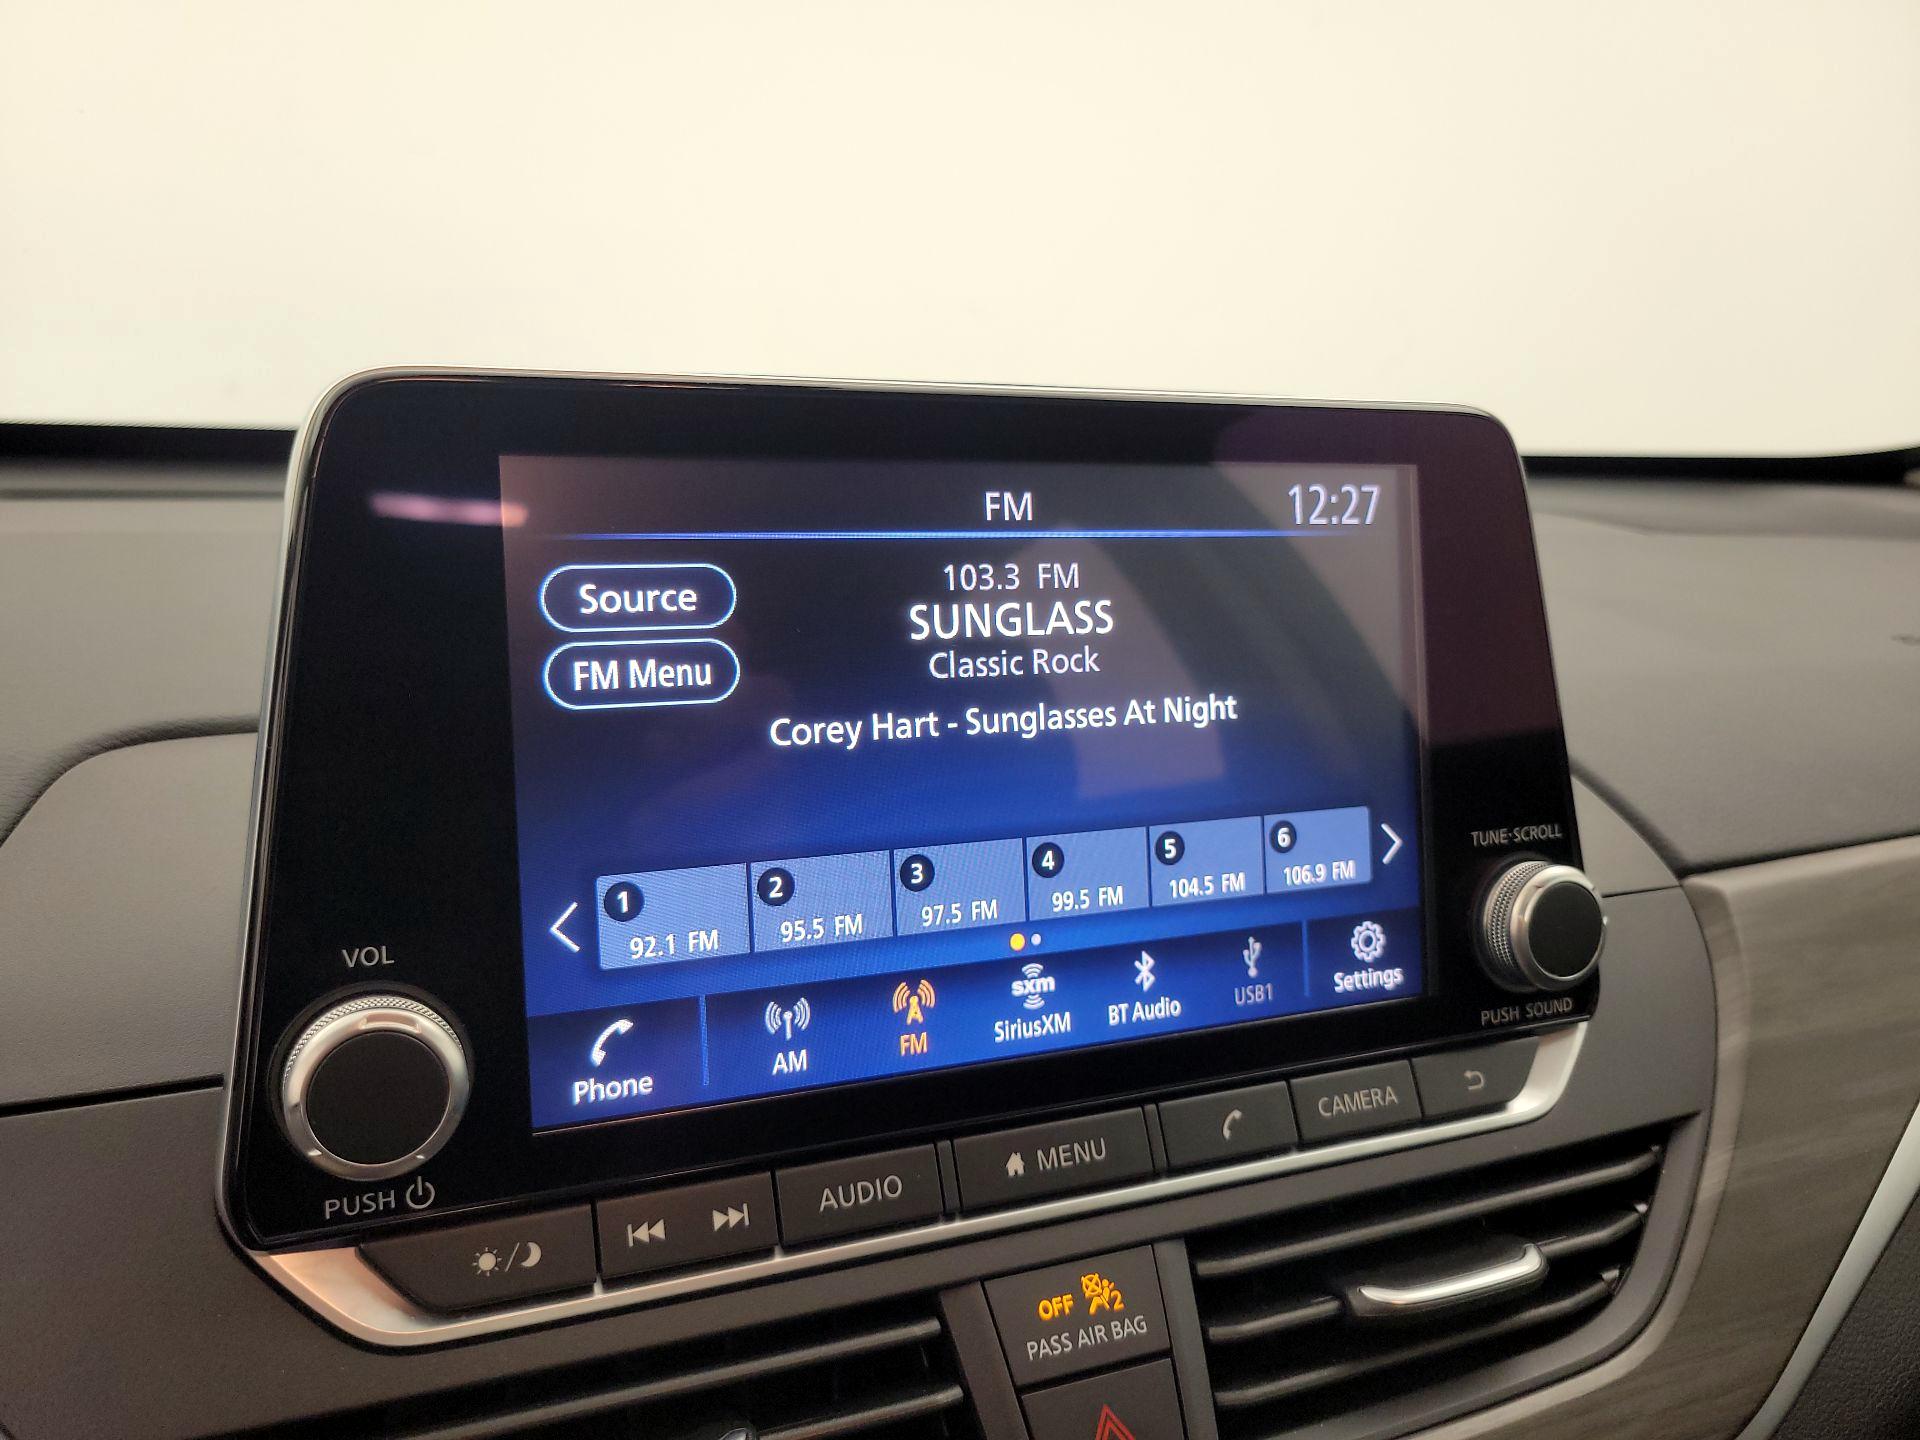 FM
12:27
Source
103.3 FM
SUNGLASS
FM Menu
Classic Rock
Corey Hart - Sunglasses At Night
1
92.1 FM
2
95.5 FM
3
97.5 FM
4
99.5 FM
5
104.5 FM
6
106.9 FM
Phone
AM
FM
sxm
SiriusXM
BT Audio
USB1
Settings
VOL
PUSH
TUNE·SCROLL
PUSH SOUND
AUDIO
MENU
CAMERA
OFF 2
PASS AIR BAG